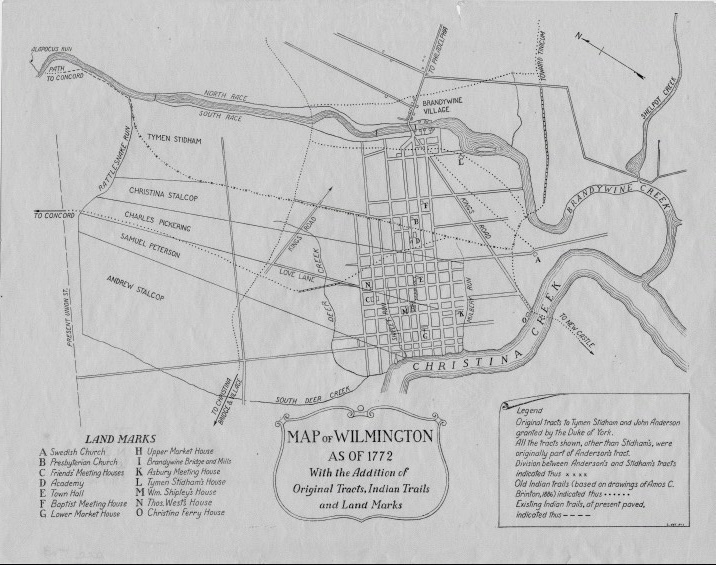 ALAPOCUS RUN
PATH
TO CONCORD
NORTH RACE
SOUTH RACE
TO PHILADELPHIA
BRANDYWINE
VILLAGE
TOWARD THICUM
N
SHELPOT CREEK
RATTLESNAKE RUN
TYMEN STIDHAM
BRANDYWINE CREEK
CHRISTINA STALCOP
TO CONCORD
CHARLES PICKERING
SAMUEL PETERSON
ANDREW STALCOP
KINGS ROAD
LOVE LANE
DEER
CREEK
KINGS
ROAD
L
F
B
D
A
N
E
C
M
H
K
G
O
MULBERY RUN
PRESENT UNION ST.
CHRISTINA CREEK
TO NEW CASTLE
TO CHRISTINA
BRIDGE & VILLAGE
SOUTH DEER CREEK
LAND MARKS
A Swedish Church
B Presbyterian Church
C Friends' Meeting Houses
D Academy
E Town Hall
F Baptist Meeting House
G Lower Market House
H Upper Market House
I Brandywine Bridge and Mills
K Asbury Meeting House
L Tymen Stidham's House
M Wm. Shipley's House
N Thos. West's House
O Christina Ferry House
MAP OF WILMINGTON
AS OF 1772
With the Addition of
Original Tracts, Indian Trails
and Land Marks
Legend
Original tracts to Tymen Stidham and John Anderson
granted by the Duke of York.
All the tracts shown, other than Stidham's, were
originally part of Anderson's tract.
Division between Anderson's and Stidham's tracts
indicated thus x x x x
Old Indian trails (based on drawings of Amos C.
Brinton, 1886) indicated thus · · · · · ·
Existing Indian trails, at present paved,
indicated thus – – – –